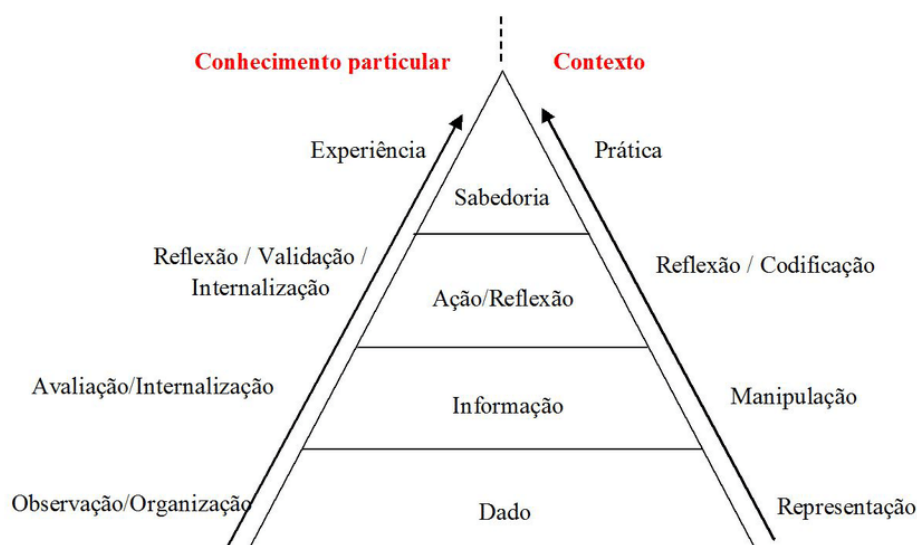 Conhecimento particular
Contexto
Experiência
Prática
Sabedoria
Reflexão / Validação /
Internalização
Reflexão / Codificação
Ação/Reflexão
Avaliação/Internalização
Informação
Manipulação
Observação/Organização
Dado
Representação